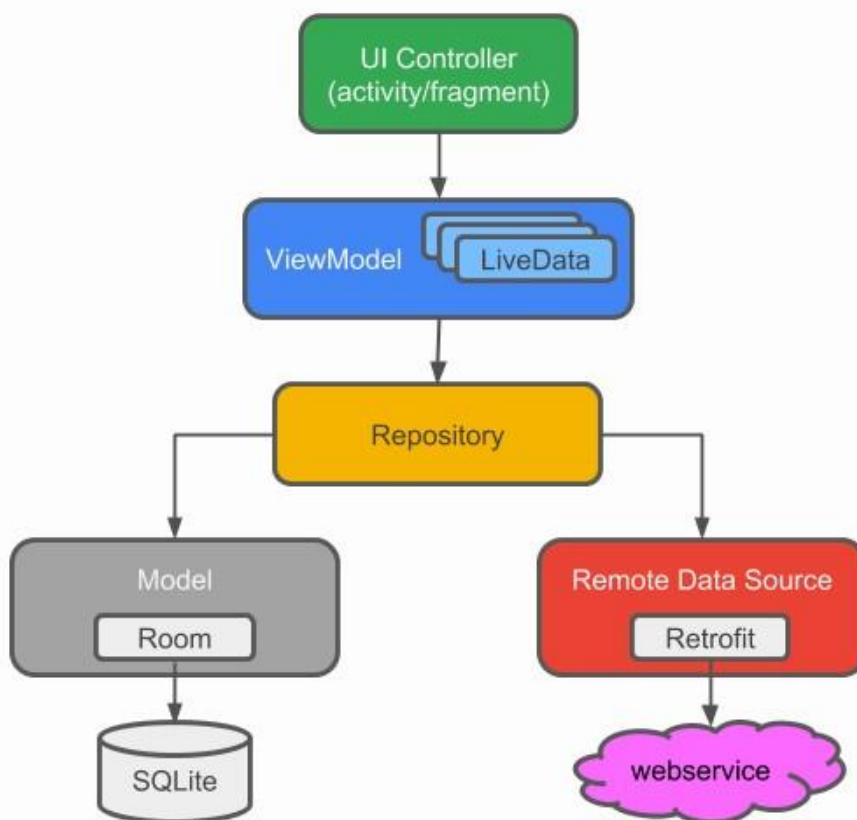 UI Controller
(activity/fragment)
ViewModel
LiveData
Repository
Model
Room
Remote Data Source
Retrofit
SQLite
webservice